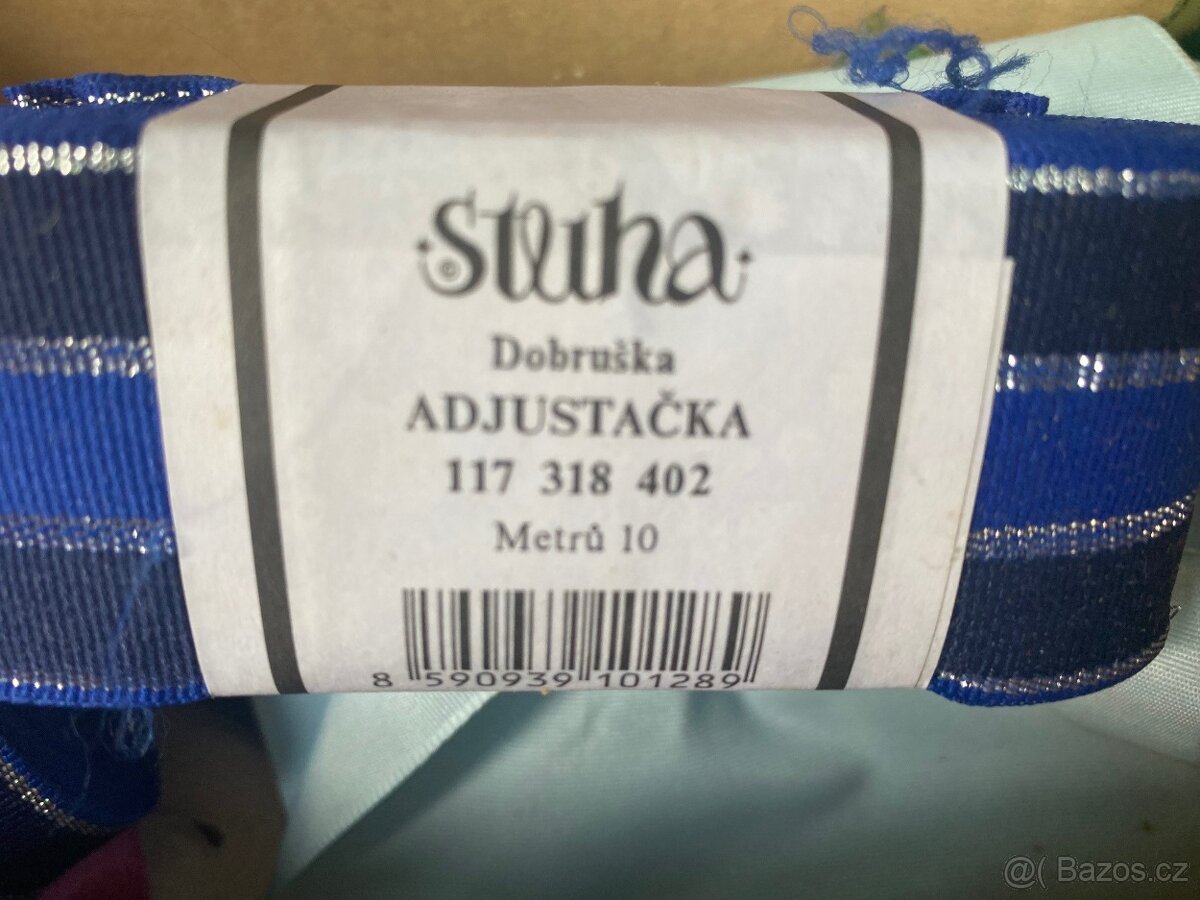 stuha
©
Dobruška
ADJUSTAČKA
117 318 402
Metrů 10
8 590939 101289
@( Bazos.cz